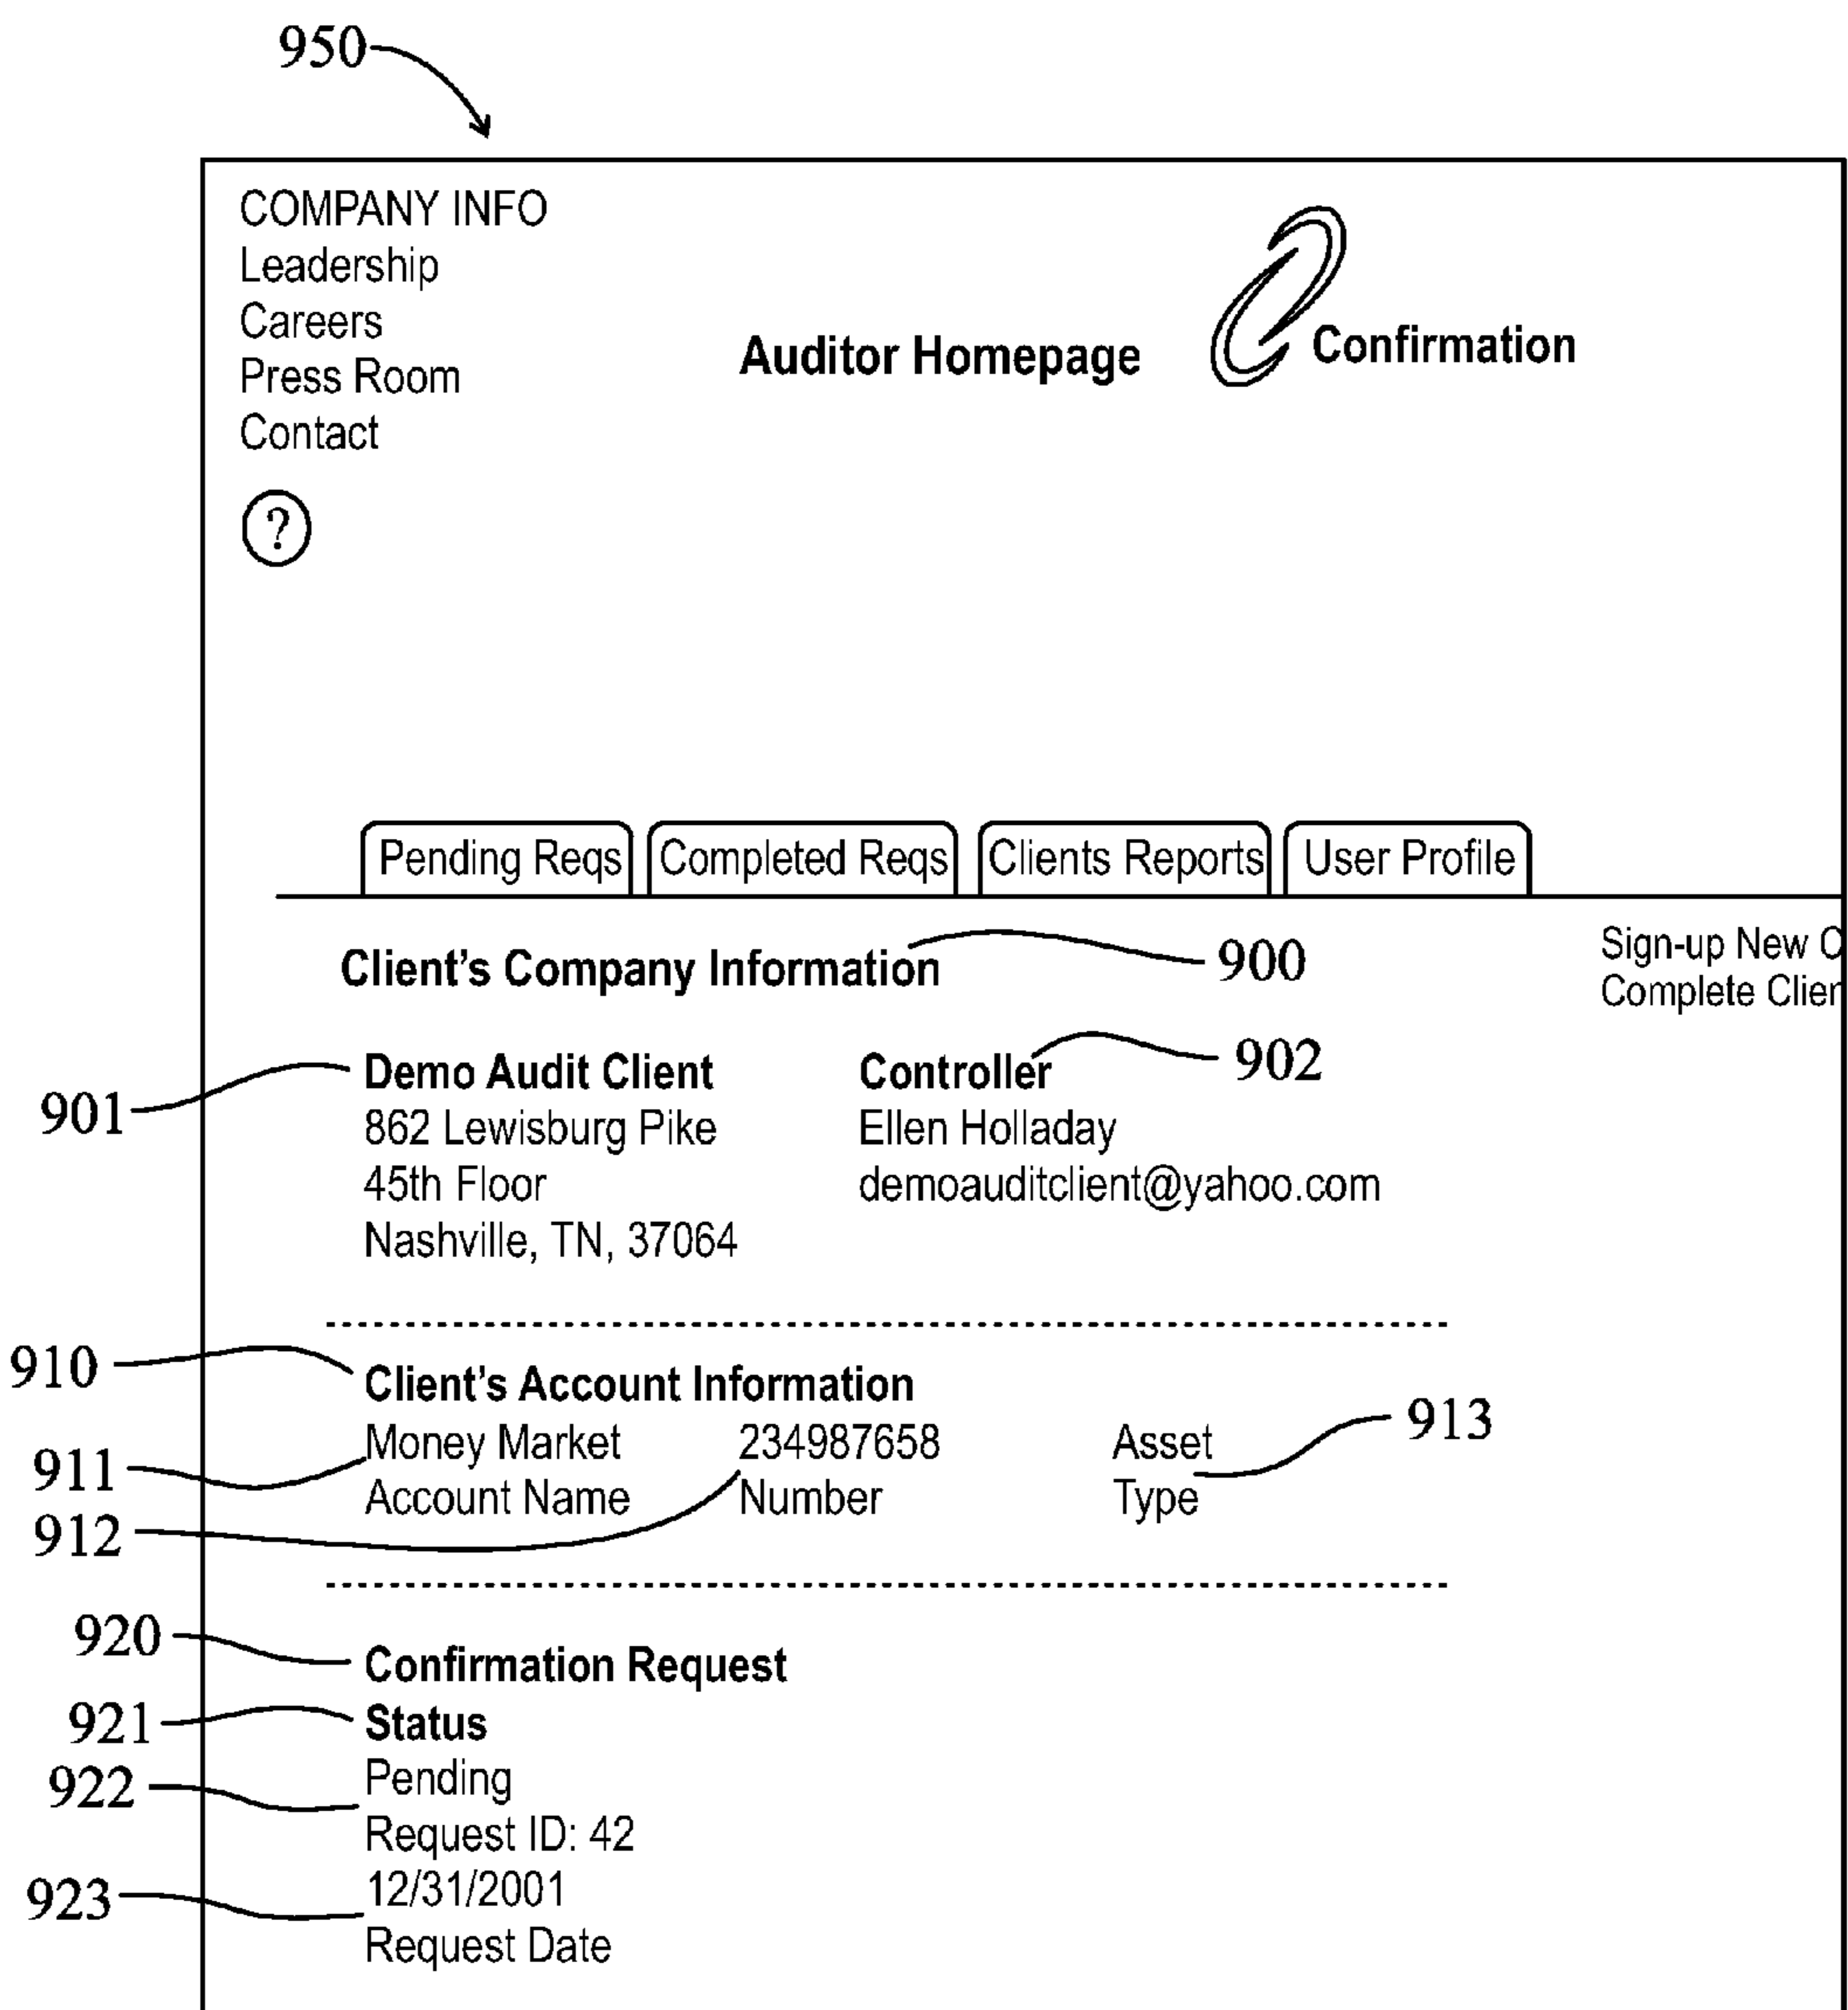 950
COMPANY INFO
Leadership
Careers
Press Room
Contact
?
Auditor Homepage
Confirmation
Pending Reqs Completed Reqs Clients Reports User Profile
Client's Company Information 900
Sign-up New
Complete
901 Demo Audit Client
862 Lewisburg Pike
45th Floor
Nashville, TN, 37064
Controller 902
Ellen Holladay
demoauditclient@yahoo.com
910 Client's Account Information
911 Money Market 234987658 Asset 913
Account Name Number Type
912
920 Confirmation Request
921 Status
Pending
922
Request ID: 42
12/31/2001
923
Request Date